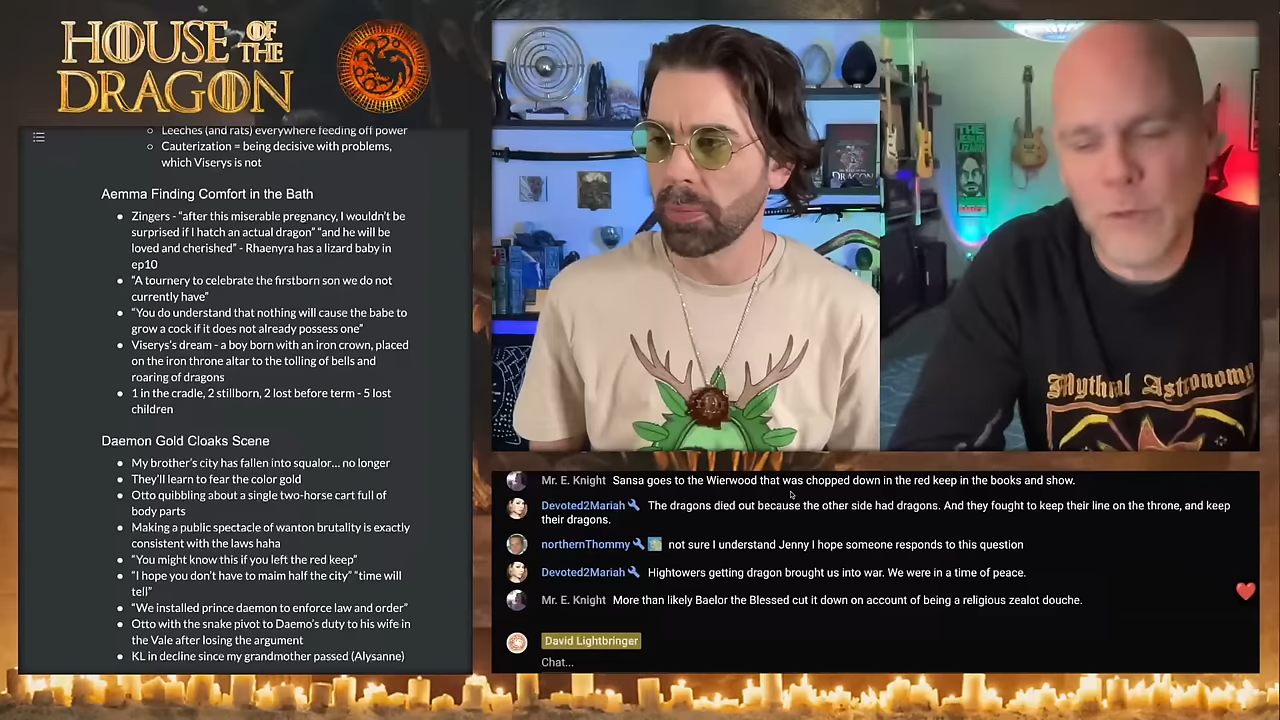 HOUSE OF THE DRAGON
Leeches (and rats) everywhere feeding off power
Cauterization = being decisive with problems,
which Viserys is not
Aemma Finding Comfort in the Bath
Zingers - “after this miserable pregnancy, I wouldn’t be
surprised if I hatch an actual dragon” “and he will be
loved and cherished” - Rhaenyra has a lizard baby in
ep10
“A tournery to celebrate the firstborn son we do not
currently have”
“You do understand that nothing will cause the babe to
grow a cock if it does not already possess one”
Viserys’s dream - a boy born with an iron crown, placed
on the iron throne altar to the tolling of bells and
roaring of dragons
1 in the cradle, 2 stillborn, 2 lost before term - 5 lost
children
Daemon Gold Cloaks Scene
My brother’s city has fallen into squalor... no longer
They’ll learn to fear the color gold
Otto quibbling about a single two-horse cart full of
body parts
Making a public spectacle of wanton brutality is exactly
consistent with the laws haha
“You might know this if you left the red keep”
“I hope you don’t have to maim half the city” “time will
tell”
“We installed prince daemon to enforce law and order”
Otto with the snake pivot to Daemo’s duty to his wife in
the Vale after losing the argument
KL in decline since my grandmother passed (Alysanne)
DRAGON
THE
LIZARD
Mythical Astronomy
Mr. E. Knight Sansa goes to the Wierwood that was chopped down in the red keep in the books and show.
Devoted2Mariah The dragons died out because the other side had dragons. And they fought to keep their line on the throne, and keep
their dragons.
northernThommy not sure I understand Jenny I hope someone responds to this question
Devoted2Mariah Hightowers getting dragon brought us into war. We were in a time of peace.
Mr. E. Knight More than likely Baelor the Blessed cut it down on account of being a religious zealot douche.
David Lightbringer
Chat...